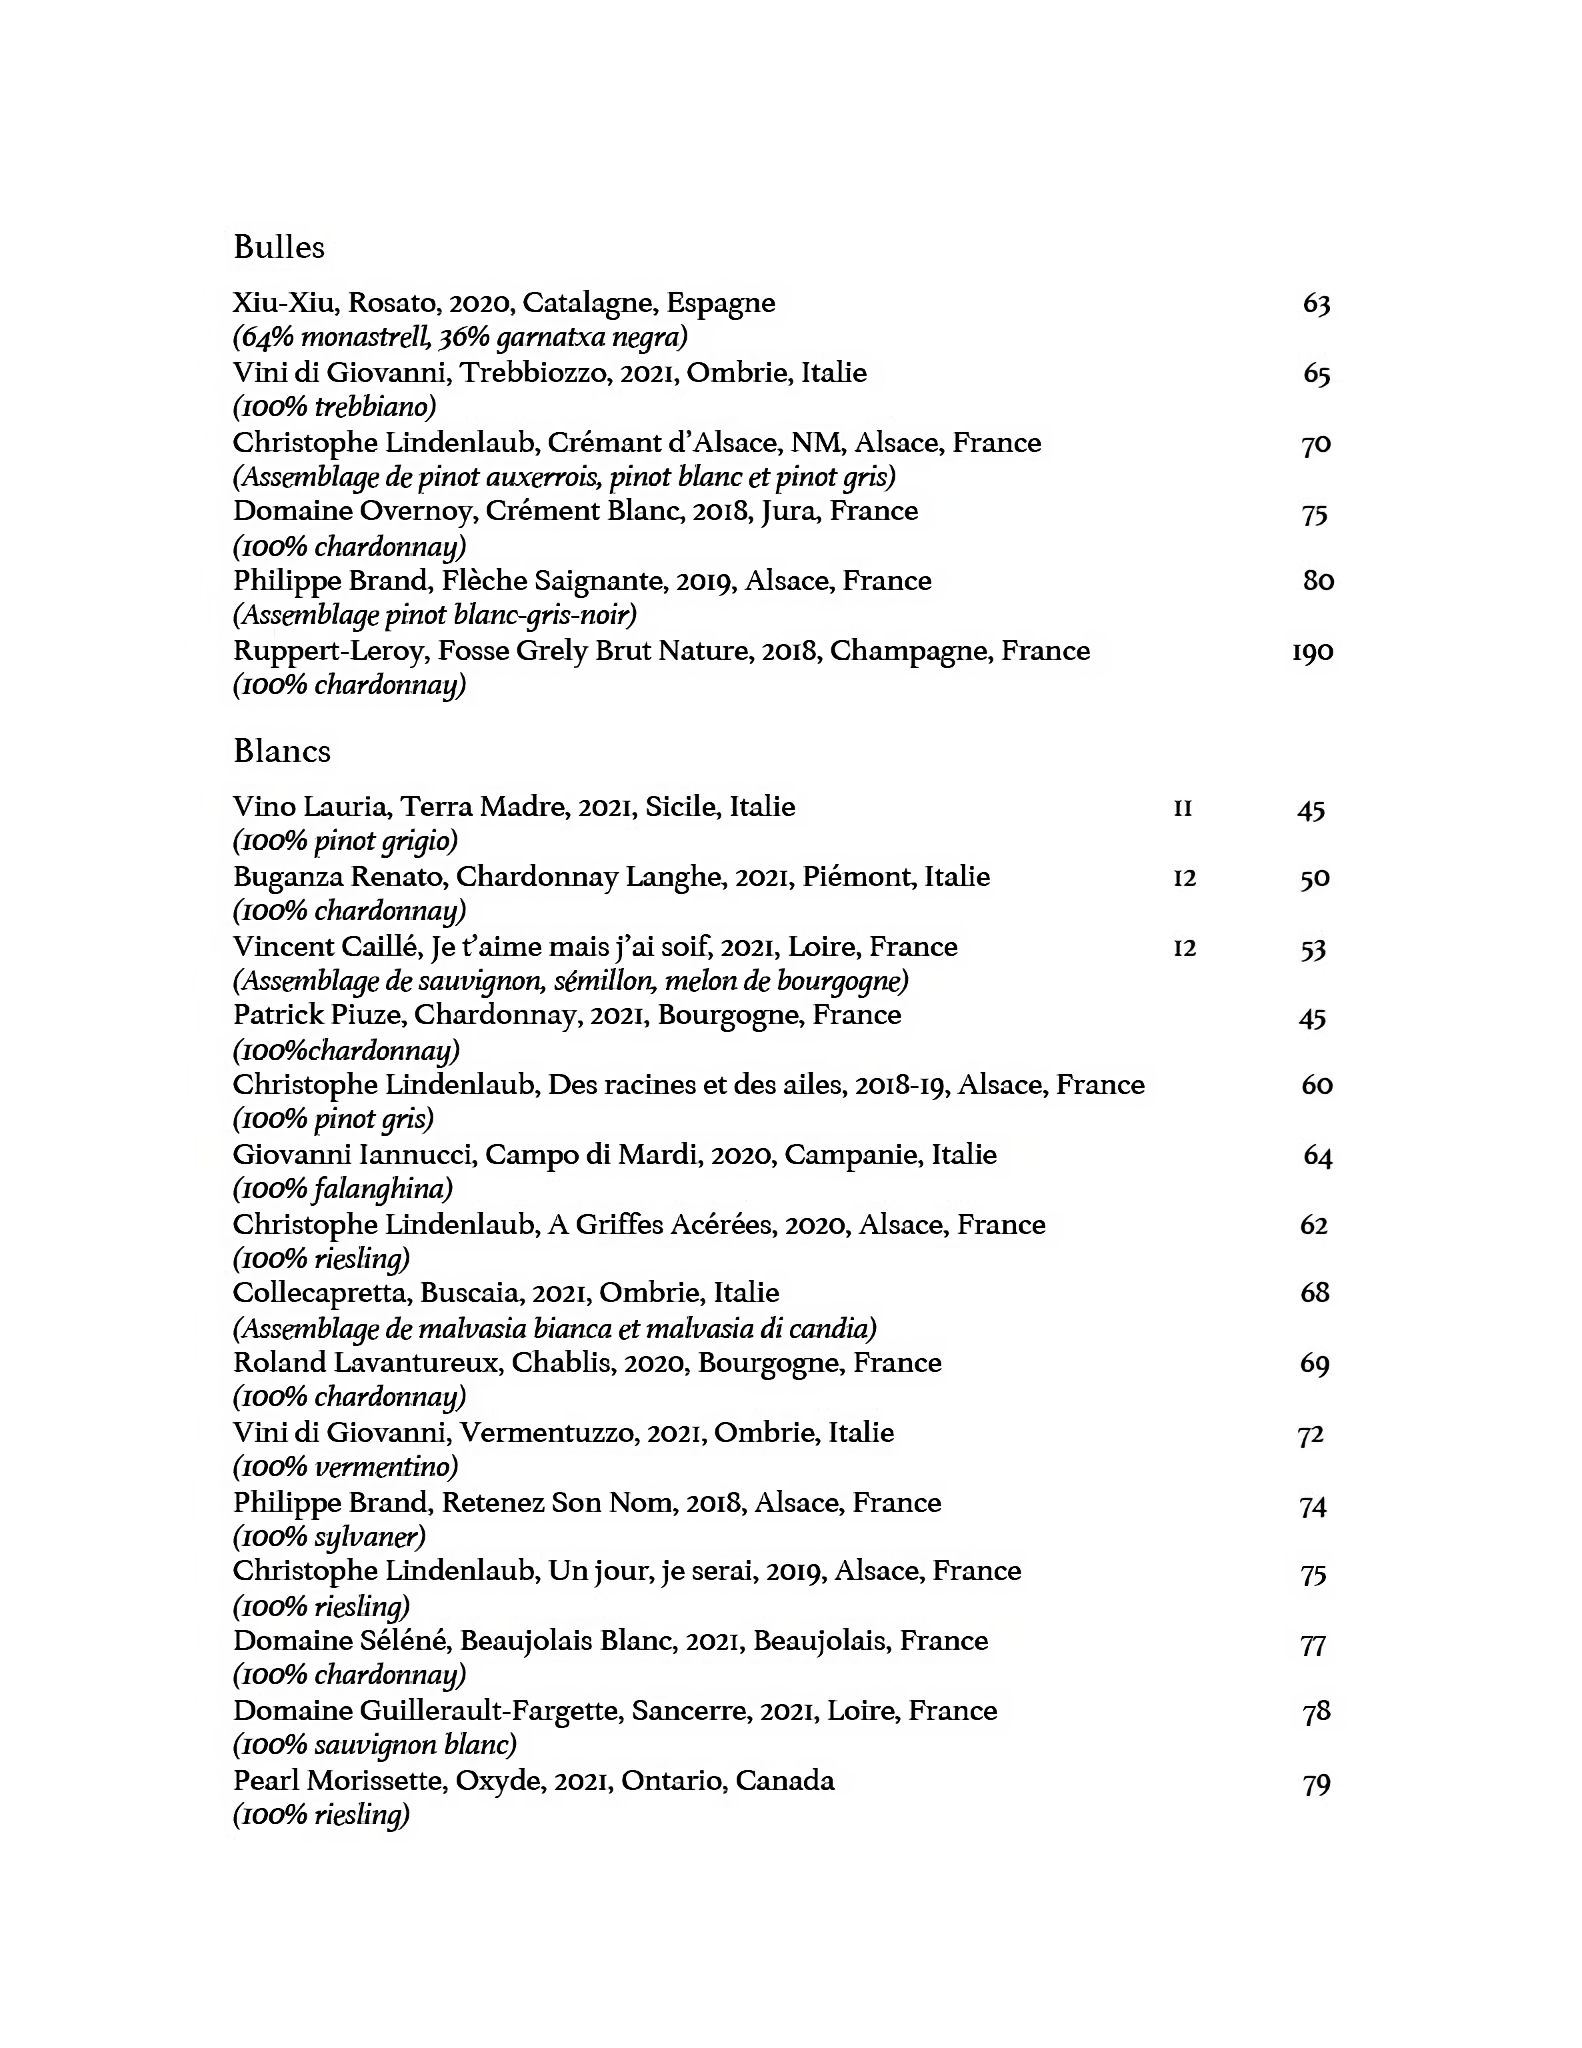 Bulles
Xiu-Xiu, Rosato, 2020, Catalagne, Espagne 63
(64% monastrell, 36% garnatxa negra)
Vini di Giovanni, Trebbiozzo, 2021, Ombrie, Italie 65
(100% trebbiano)
Christophe Lindenlaub, Crémant d'Alsace, NM, Alsace, France 70
(Assemblage de pinot auxerrois, pinot blanc et pinot gris)
Domaine Overnoy, Crément Blanc, 2018, Jura, France 75
(100% chardonnay)
Philippe Brand, Flèche Saignante, 2019, Alsace, France 80
(Assemblage pinot blanc-gris-noir)
Ruppert-Leroy, Fosse Grely Brut Nature, 2018, Champagne, France 190
(100% chardonnay)
Blancs
Vino Lauria, Terra Madre, 2021, Sicile, Italie 11 45
(100% pinot grigio)
Buganza Renato, Chardonnay Langhe, 2021, Piémont, Italie 12 50
(100% chardonnay)
Vincent Caillé, Je t'aime mais j'ai soif, 2021, Loire, France 12 53
(Assemblage de sauvignon, sémillon, melon de bourgogne)
Patrick Piuze, Chardonnay, 2021, Bourgogne, France 45
(100%chardonnay)
Christophe Lindenlaub, Des racines et des ailes, 2018-19, Alsace, France 60
(100% pinot gris)
Giovanni Iannucci, Campo di Mardi, 2020, Campanie, Italie 64
(100% falanghina)
Christophe Lindenlaub, A Griffes Acérées, 2020, Alsace, France 62
(100% riesling)
Collecapretta, Buscaia, 2021, Ombrie, Italie 68
(Assemblage de malvasia bianca et malvasia di candia)
Roland Lavantureux, Chablis, 2020, Bourgogne, France 69
(100% chardonnay)
Vini di Giovanni, Vermentuzzo, 2021, Ombrie, Italie 72
(100% vermentino)
Philippe Brand, Retenez Son Nom, 2018, Alsace, France 74
(100% sylvaner)
Christophe Lindenlaub, Un jour, je serai, 2019, Alsace, France 75
(100% riesling)
Domaine Séléné, Beaujolais Blanc, 2021, Beaujolais, France 77
(100% chardonnay)
Domaine Guillerault-Fargette, Sancerre, 2021, Loire, France 78
(100% sauvignon blanc)
Pearl Morissette, Oxyde, 2021, Ontario, Canada 79
(100% riesling)